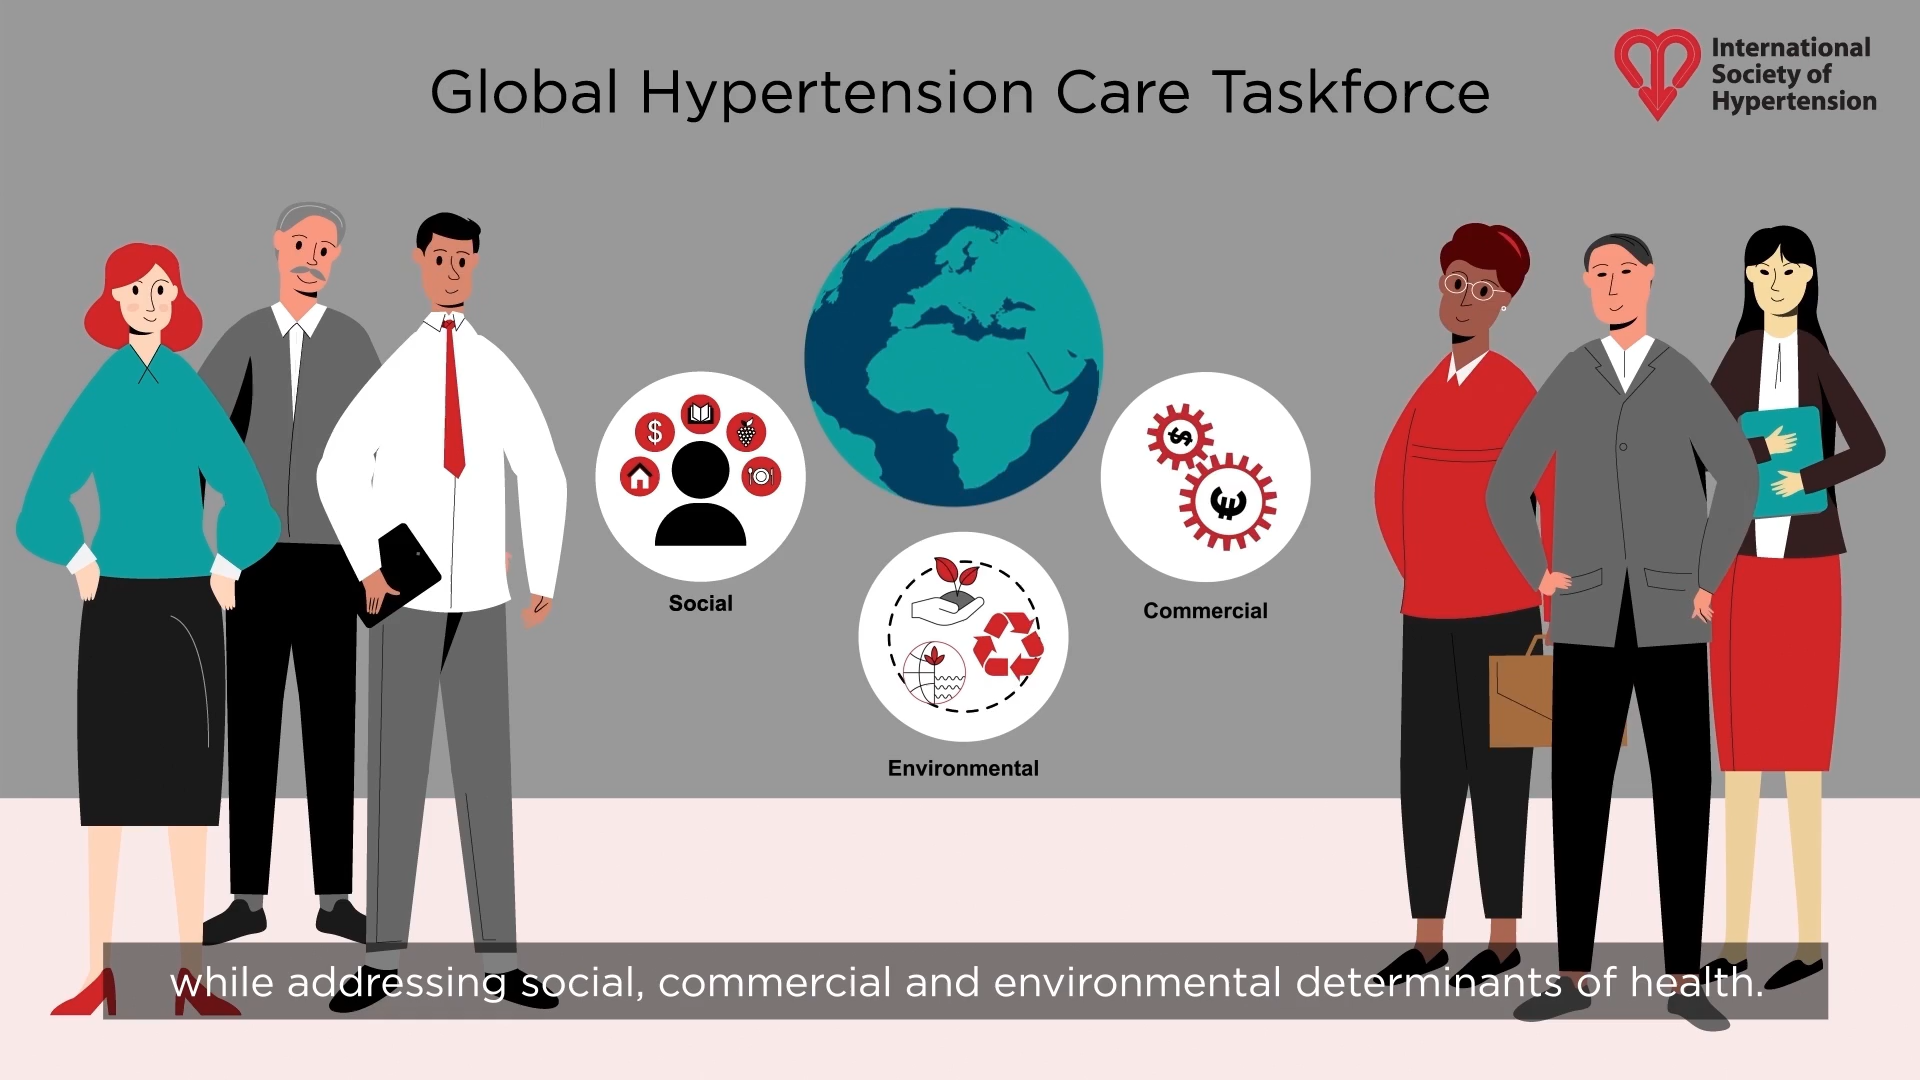 Global Hypertension Care Taskforce
International
Society of
Hypertension
Social
Commercial
Environmental
while addressing social, commercial and environmental determinants of health.